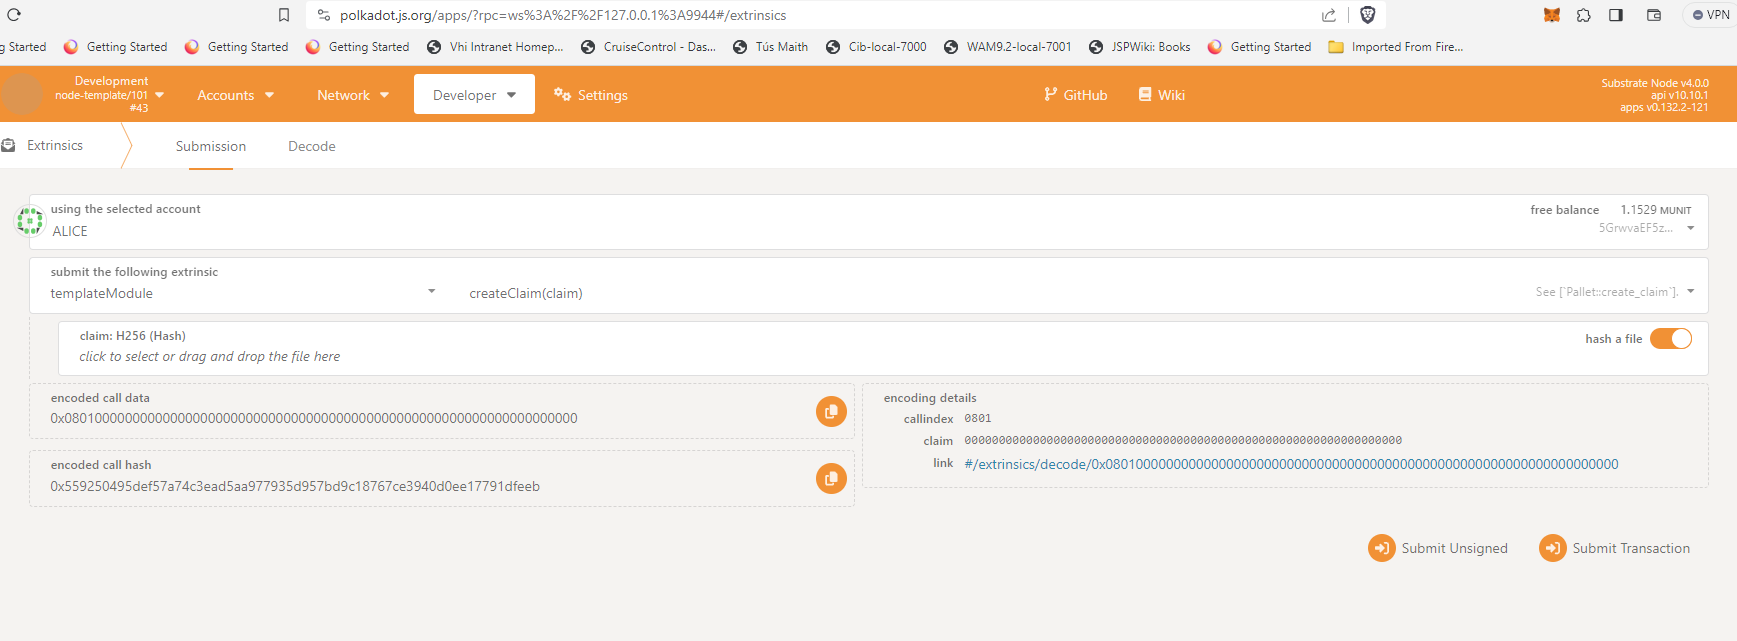 polkadot.js.org/apps/?rpc=ws%3A%2F%2F127.0.0.1%3A9944#/extrinsics
VPN
g Started
Getting Started
Getting Started
Getting Started
Vhi Intranet Homep...
CruiseControl - Das...
Tús Maith
Cib-local-7000
WAM9.2-local-7001
JSPWiki: Books
Getting Started
Imported From Fire...
Development
node-template/101
#43
Accounts
Network
Developer
Settings
GitHub
Wiki
Substrate Node v4.0.0
api v10.10.1
apps v0.132.2-121
Extrinsics
Submission
Decode
using the selected account
ALICE
free balance 1.1529 MUNIT
5GrwvaEF5z...
submit the following extrinsic
templateModule
createClaim(claim)
See [`Pallet::create_claim`].
claim: H256 (Hash)
click to select or drag and drop the file here
hash a file
encoded call data
0x08010000000000000000000000000000000000000000000000000000000000000000
encoded call hash
0x559250495def57a74c3ead5aa977935d957bd9c18767ce3940d0ee17791dfeeb
encoding details
callindex 0801
claim 0000000000000000000000000000000000000000000000000000000000000000
link #/extrinsics/decode/0x08010000000000000000000000000000000000000000000000000000000000000000
Submit Unsigned
Submit Transaction